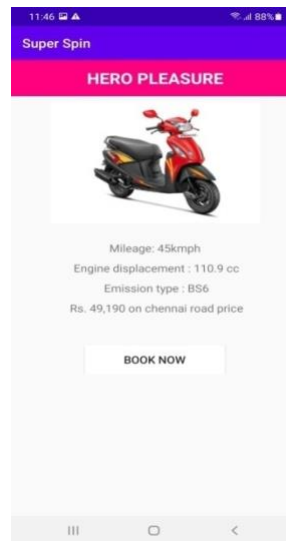 11:46 88%
Super Spin
HERO PLEASURE
Mileage: 45kmph
Engine displacement : 110.9 cc
Emission type : BS6
Rs. 49,190 on chennai road price
BOOK NOW